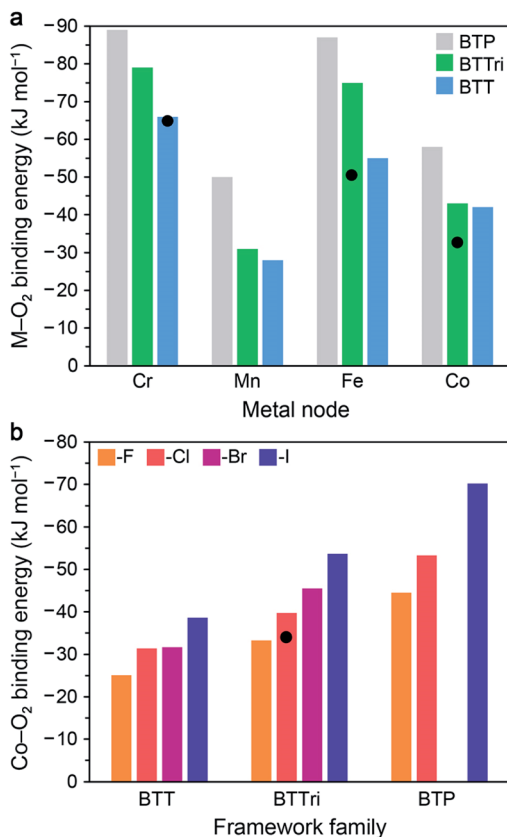 a
M–O₂ binding energy (kJ mol⁻¹)
−90
−80
−70
−60
−50
−40
−30
−20
−10
0
BTP
BTTri
BTT
Cr Mn Fe Co
Metal node
b
Co–O₂ binding energy (kJ mol⁻¹)
−80
−70
−60
−50
−40
−30
−20
−10
0
-F -Cl -Br -I
BTT BTTri BTP
Framework family